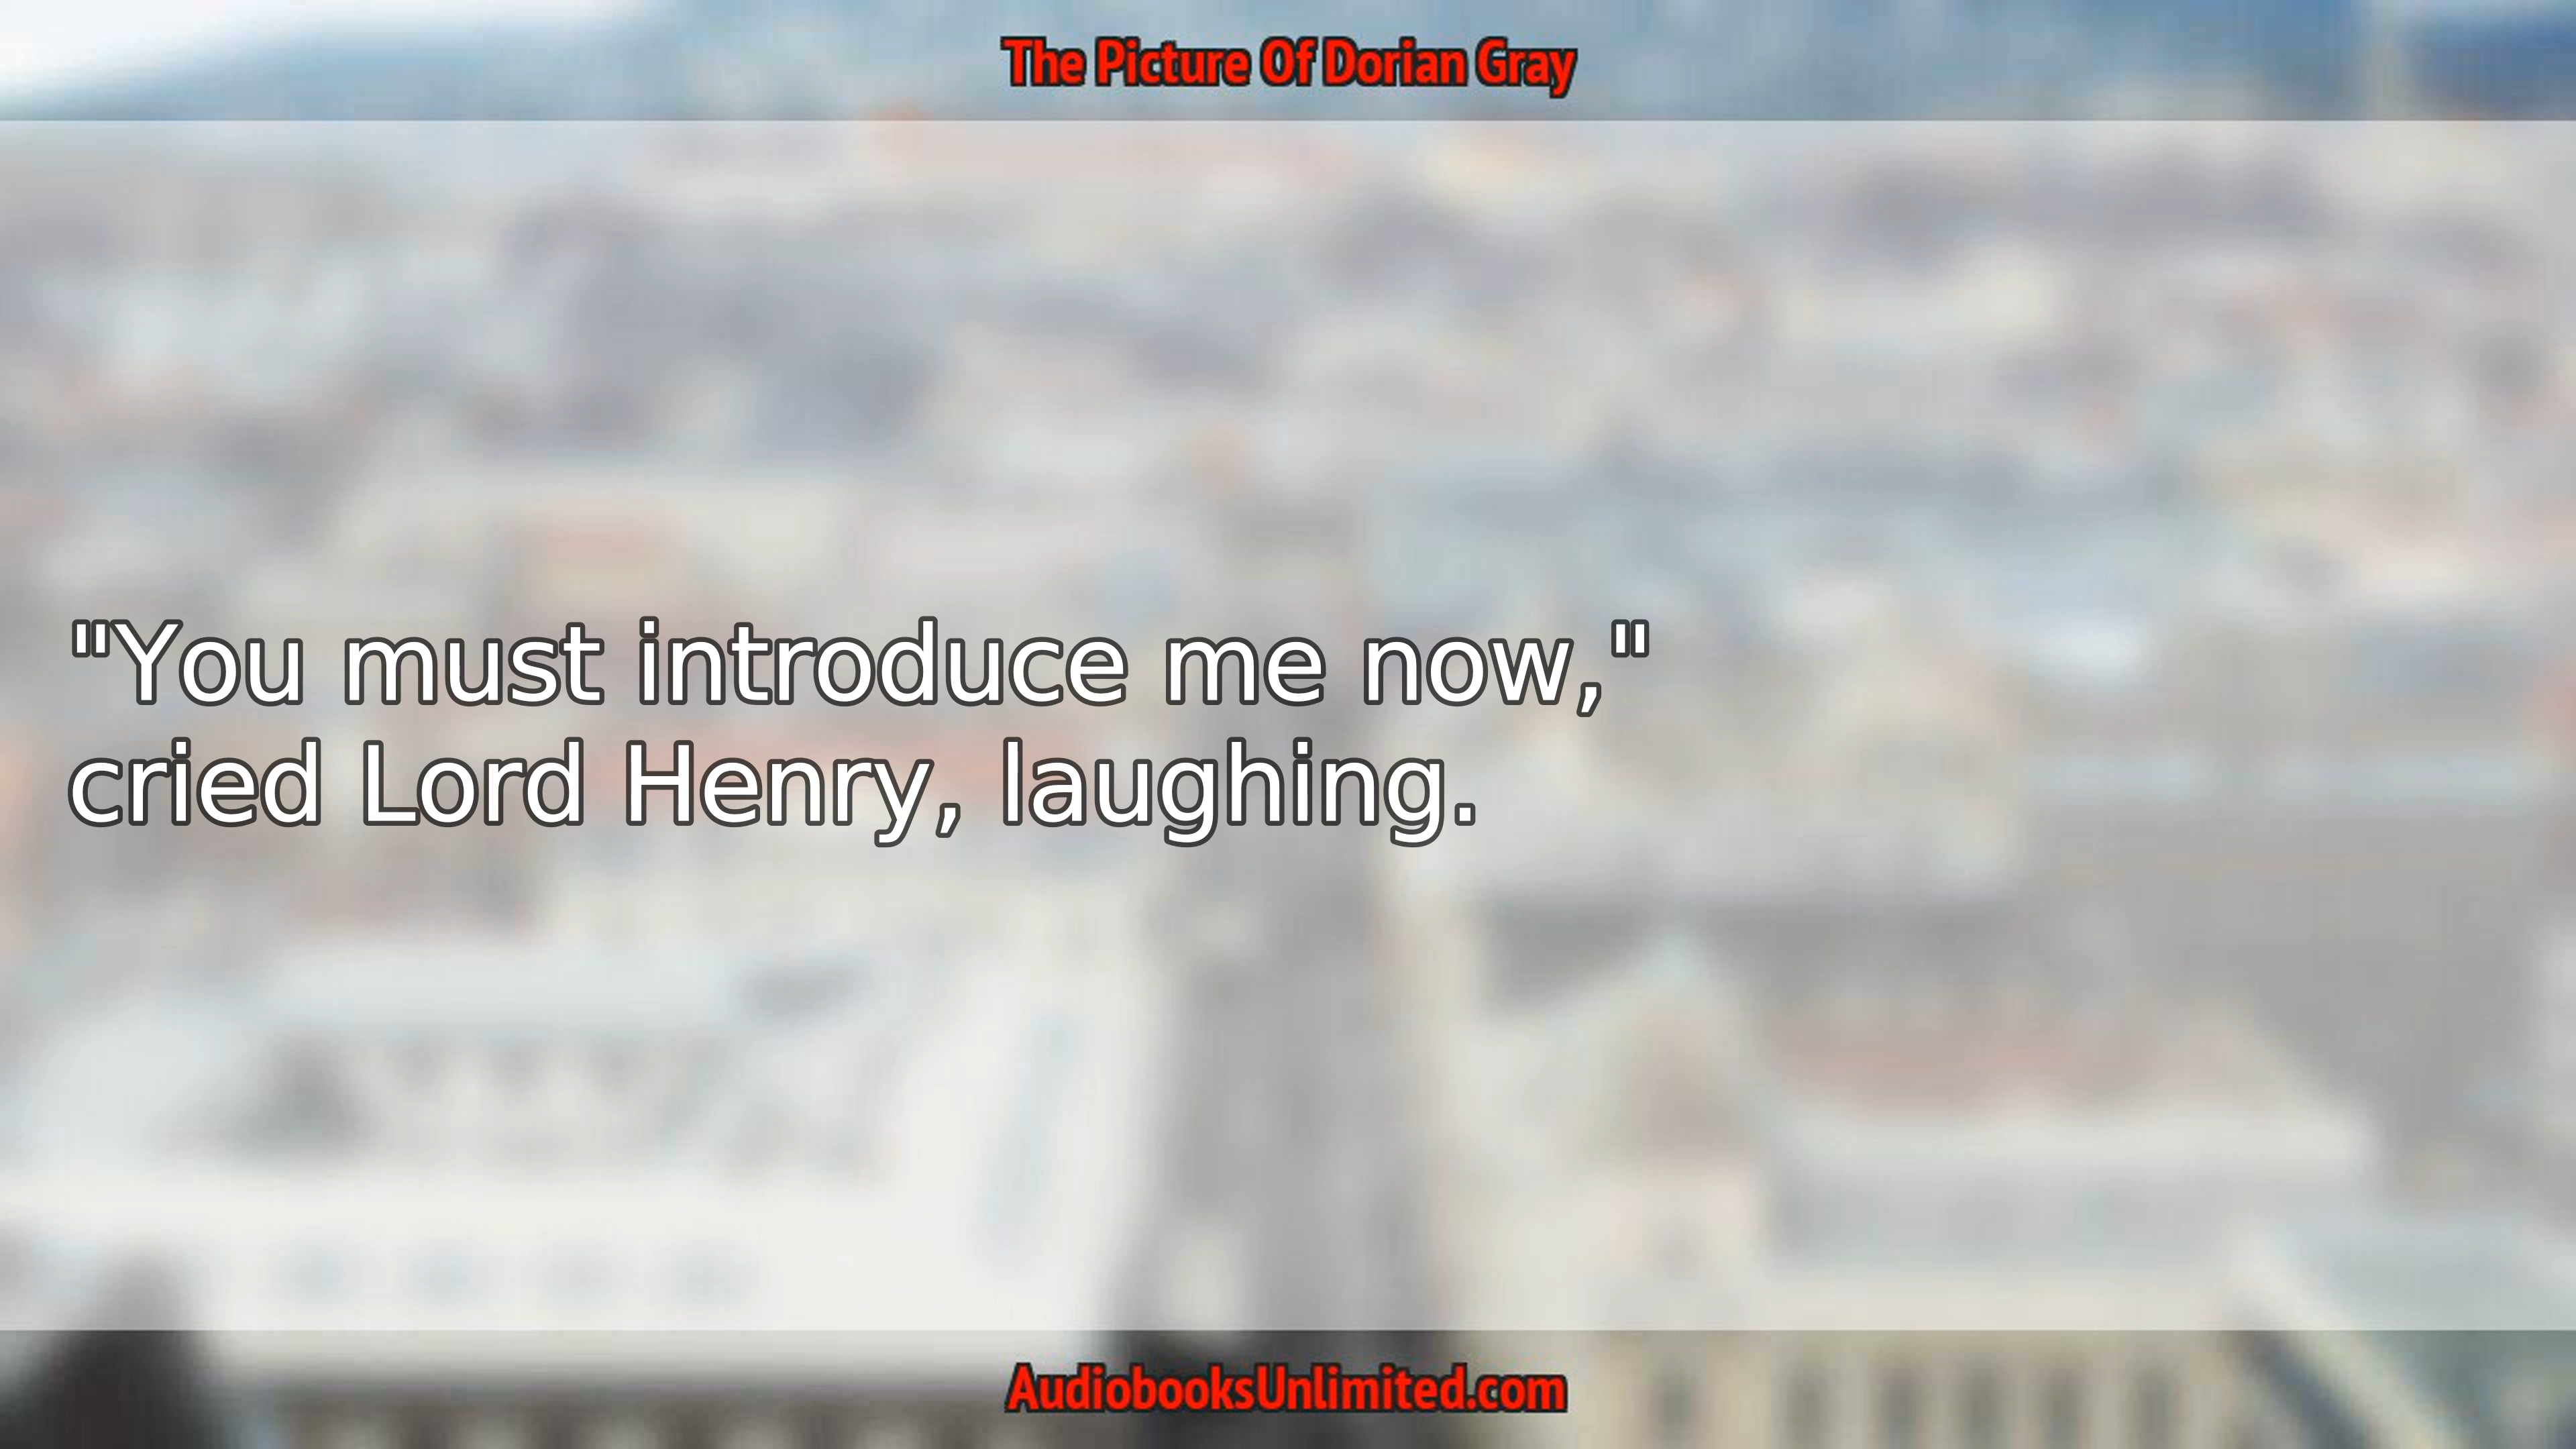 The Picture Of Dorian Gray
"You must introduce me now,"
cried Lord Henry, laughing.
AudiobooksUnlimited.com